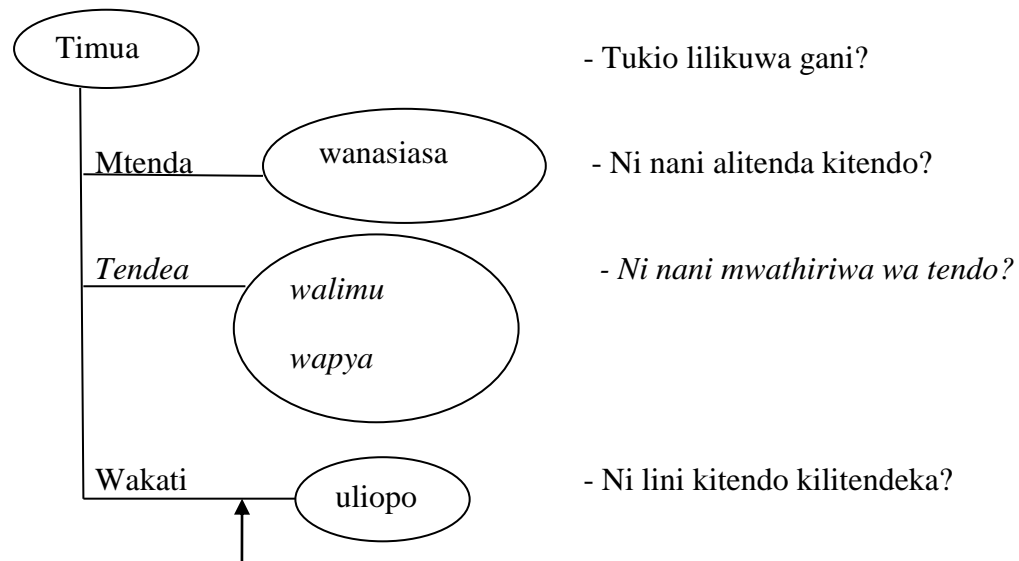 Timua
- Tukio lilikuwa gani?
Mtenda wanasiasa - Ni nani alitenda kitendo?
Tendea walimu - Ni nani mwathiriwa wa tendo?
wapya
Wakati uliopo - Ni lini kitendo kilitendeka?